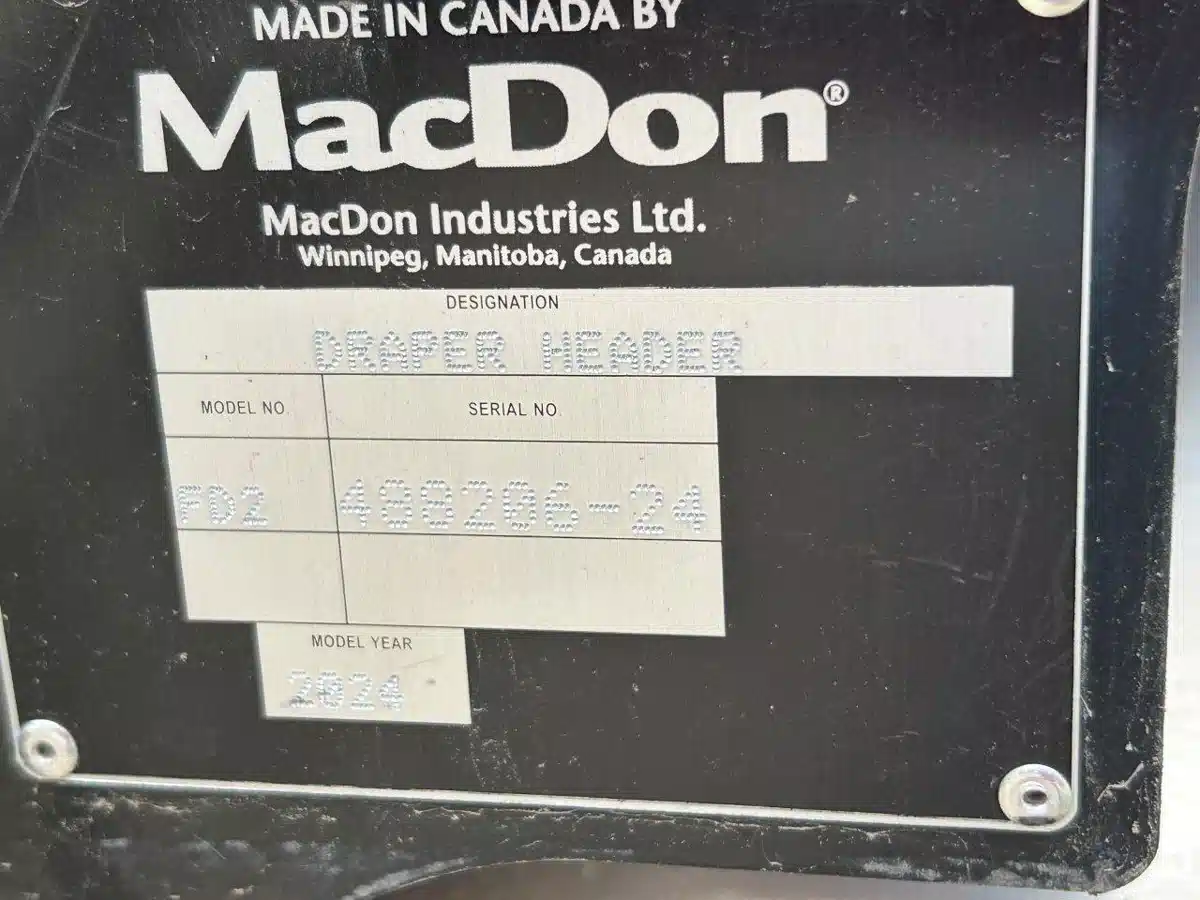 MADE IN CANADA BY
MacDon®
MacDon Industries Ltd.
Winnipeg, Manitoba, Canada
DESIGNATION
DRAPER HEADER
MODEL NO. SERIAL NO.
FD2 408206-24
MODEL YEAR
2024